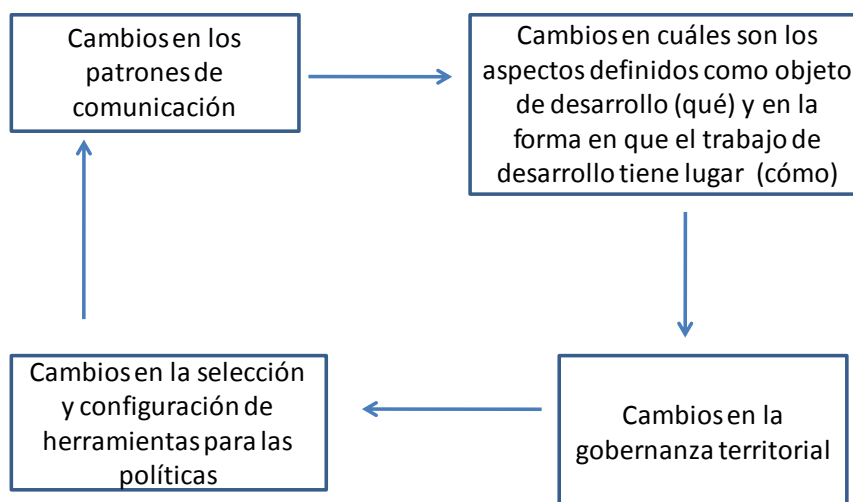 Cambios en los
patrones de
comunicación
Cambios en cuáles son los
aspectos definidos como objeto
de desarrollo (qué) y en la
forma en que el trabajo de
desarrollo tiene lugar (cómo)
Cambios en la selección
y configuración de
herramientas para las
políticas
Cambios en la
gobernanza territorial